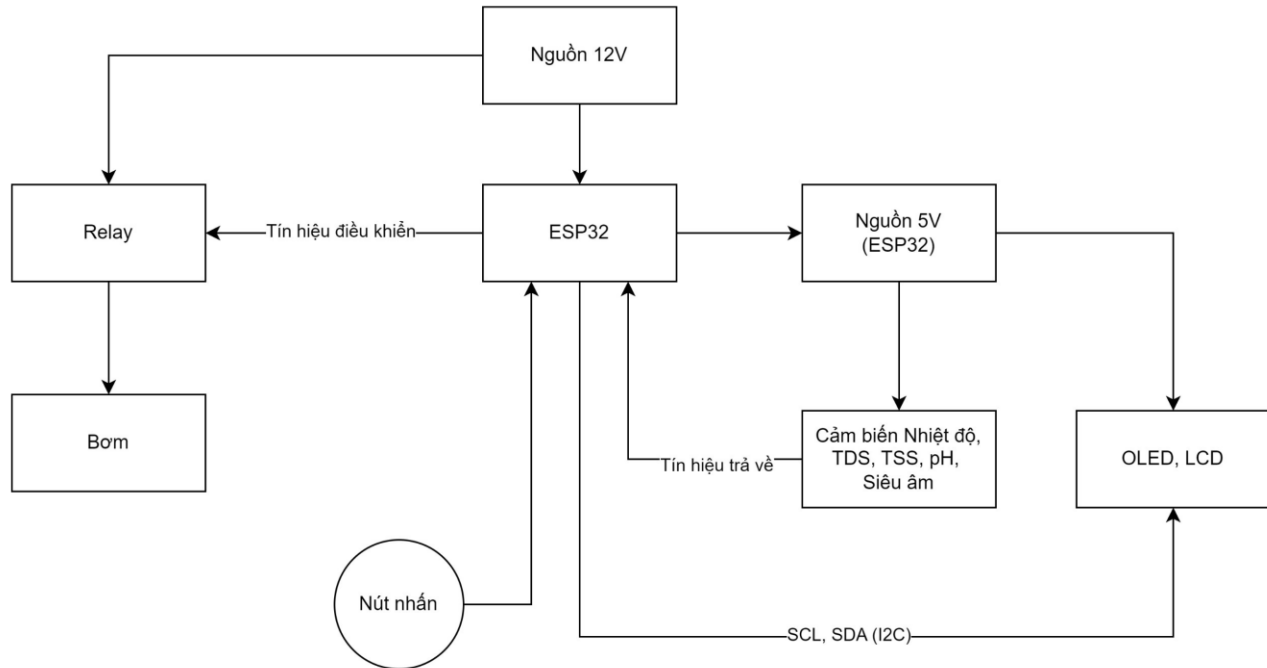 Nguồn 12V
Relay
Tín hiệu điều khiển
ESP32
Nguồn 5V
(ESP32)
Bơm
Tín hiệu trả về
Cảm biến Nhiệt độ,
TDS, TSS, pH,
Siêu âm
OLED, LCD
Nút nhấn
SCL, SDA (I2C)